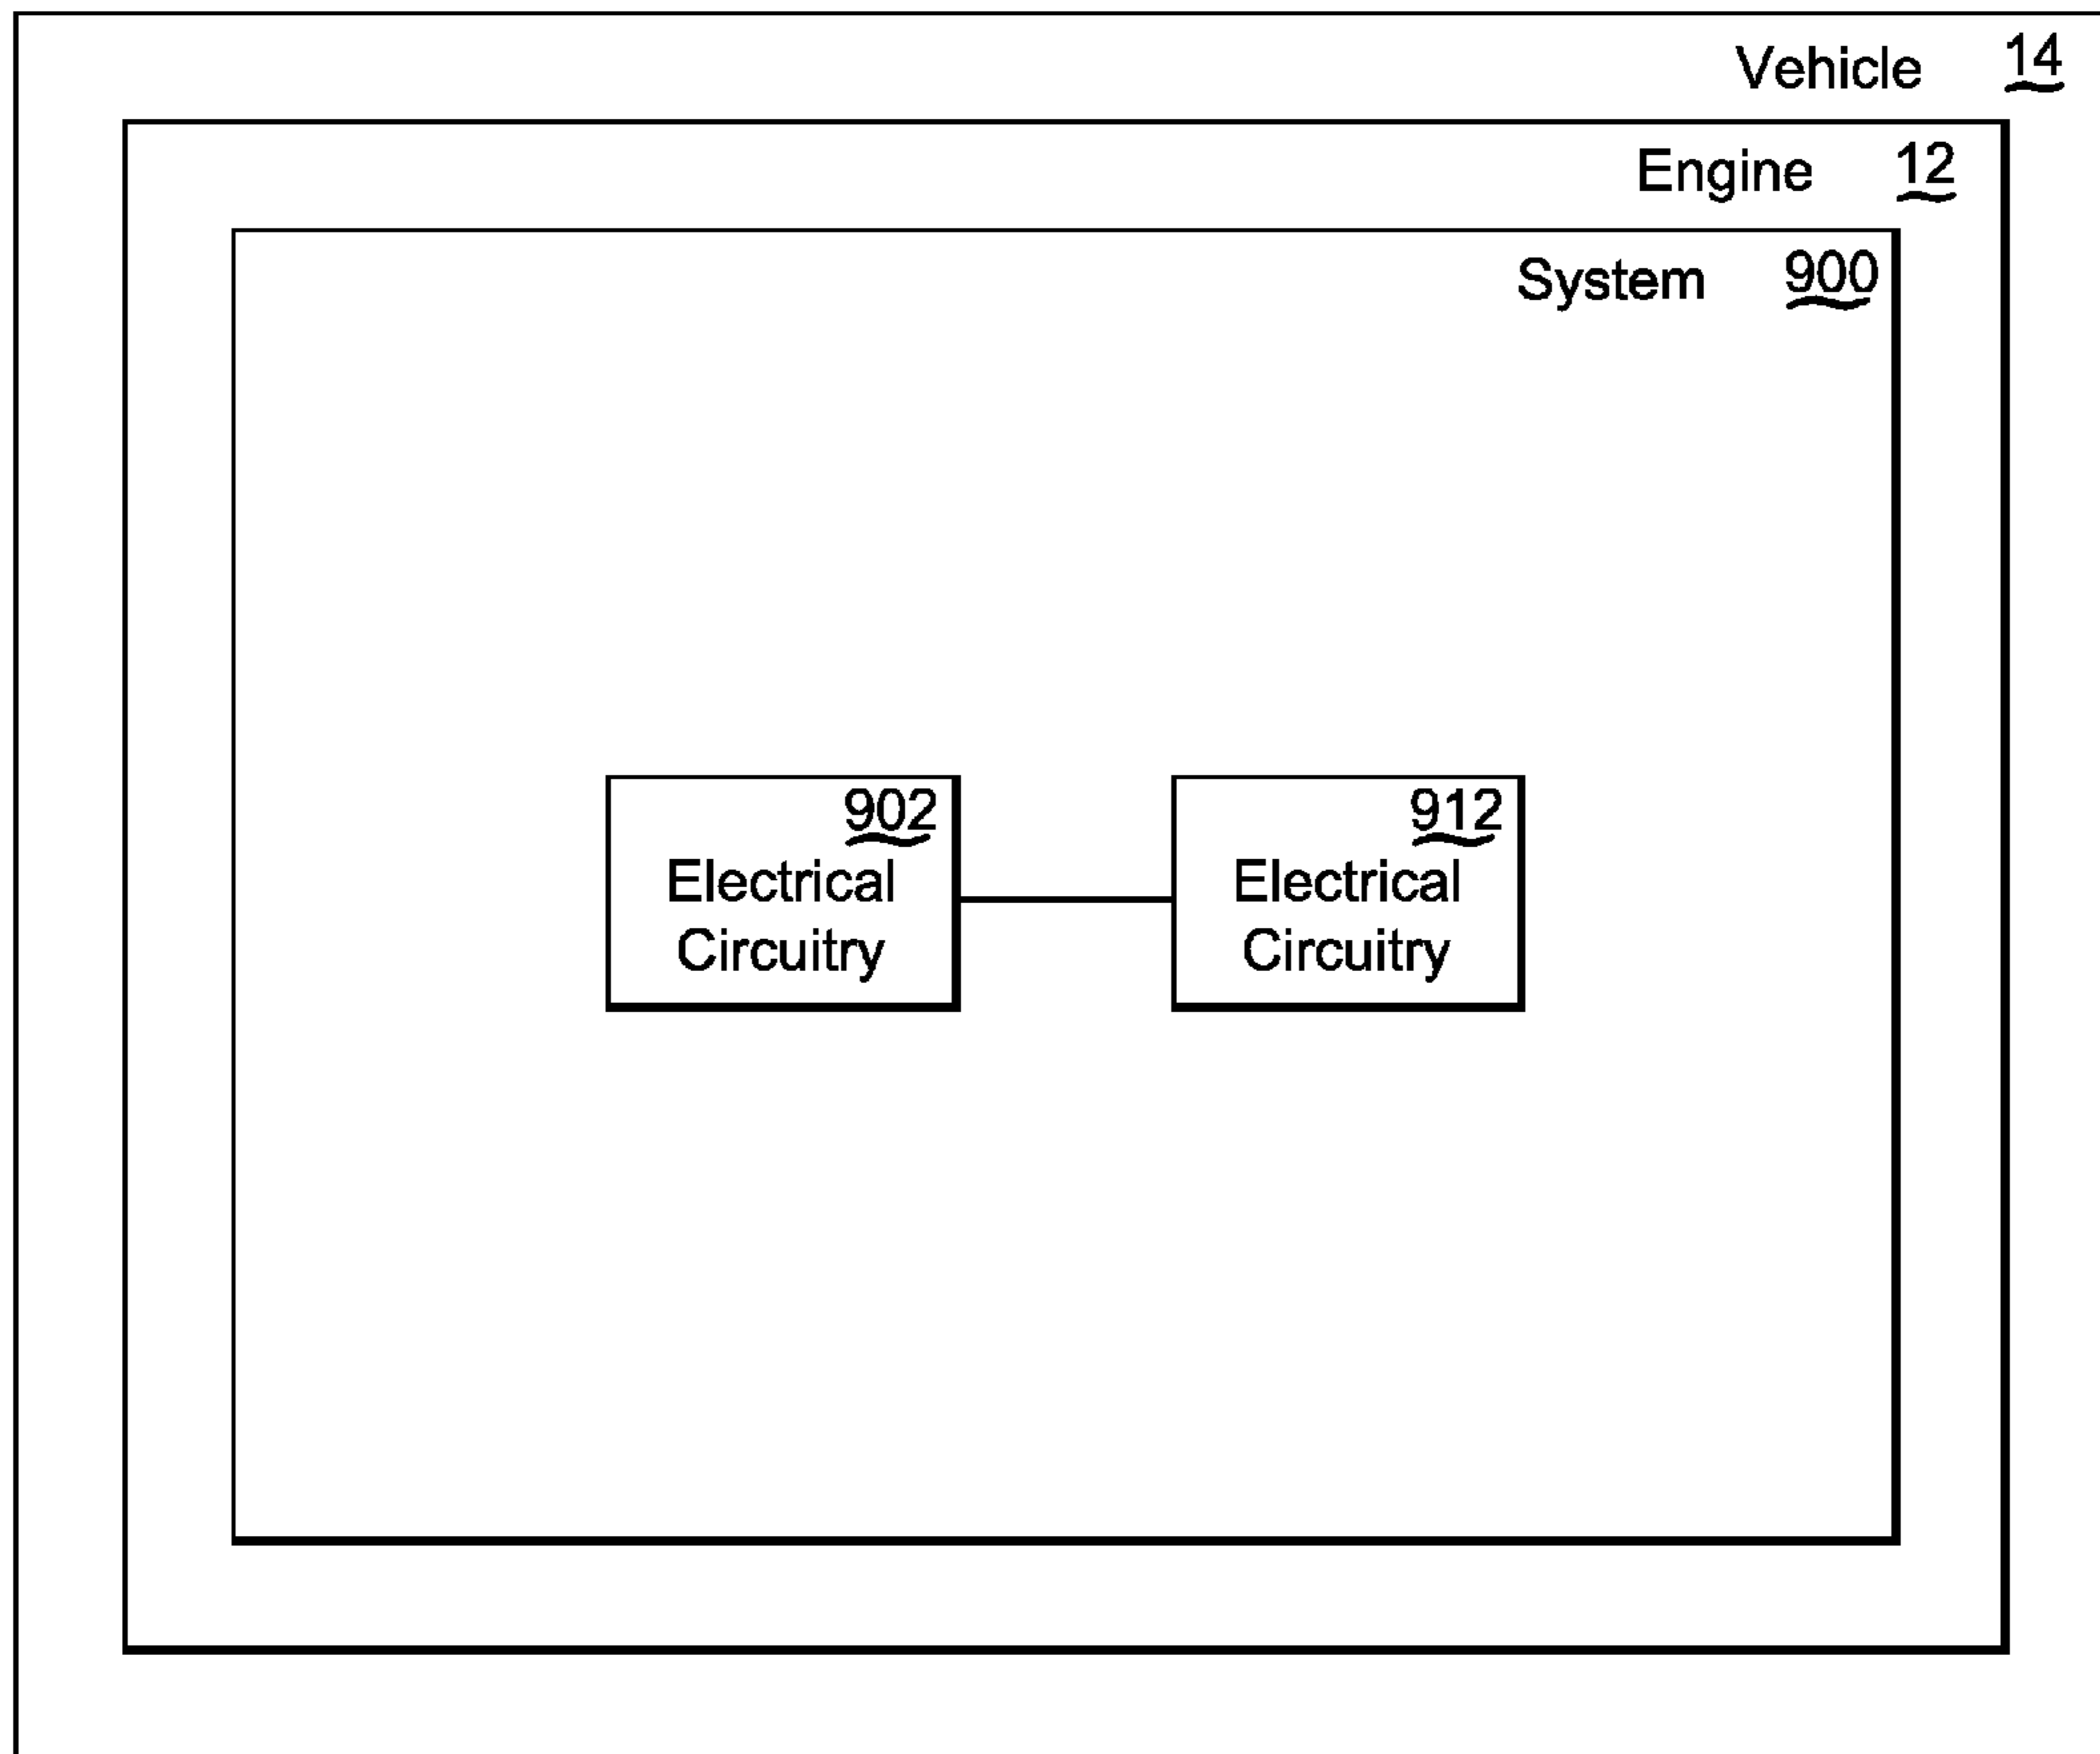 Vehicle 14
Engine 12
System 900
902
Electrical
Circuitry
912
Electrical
Circuitry